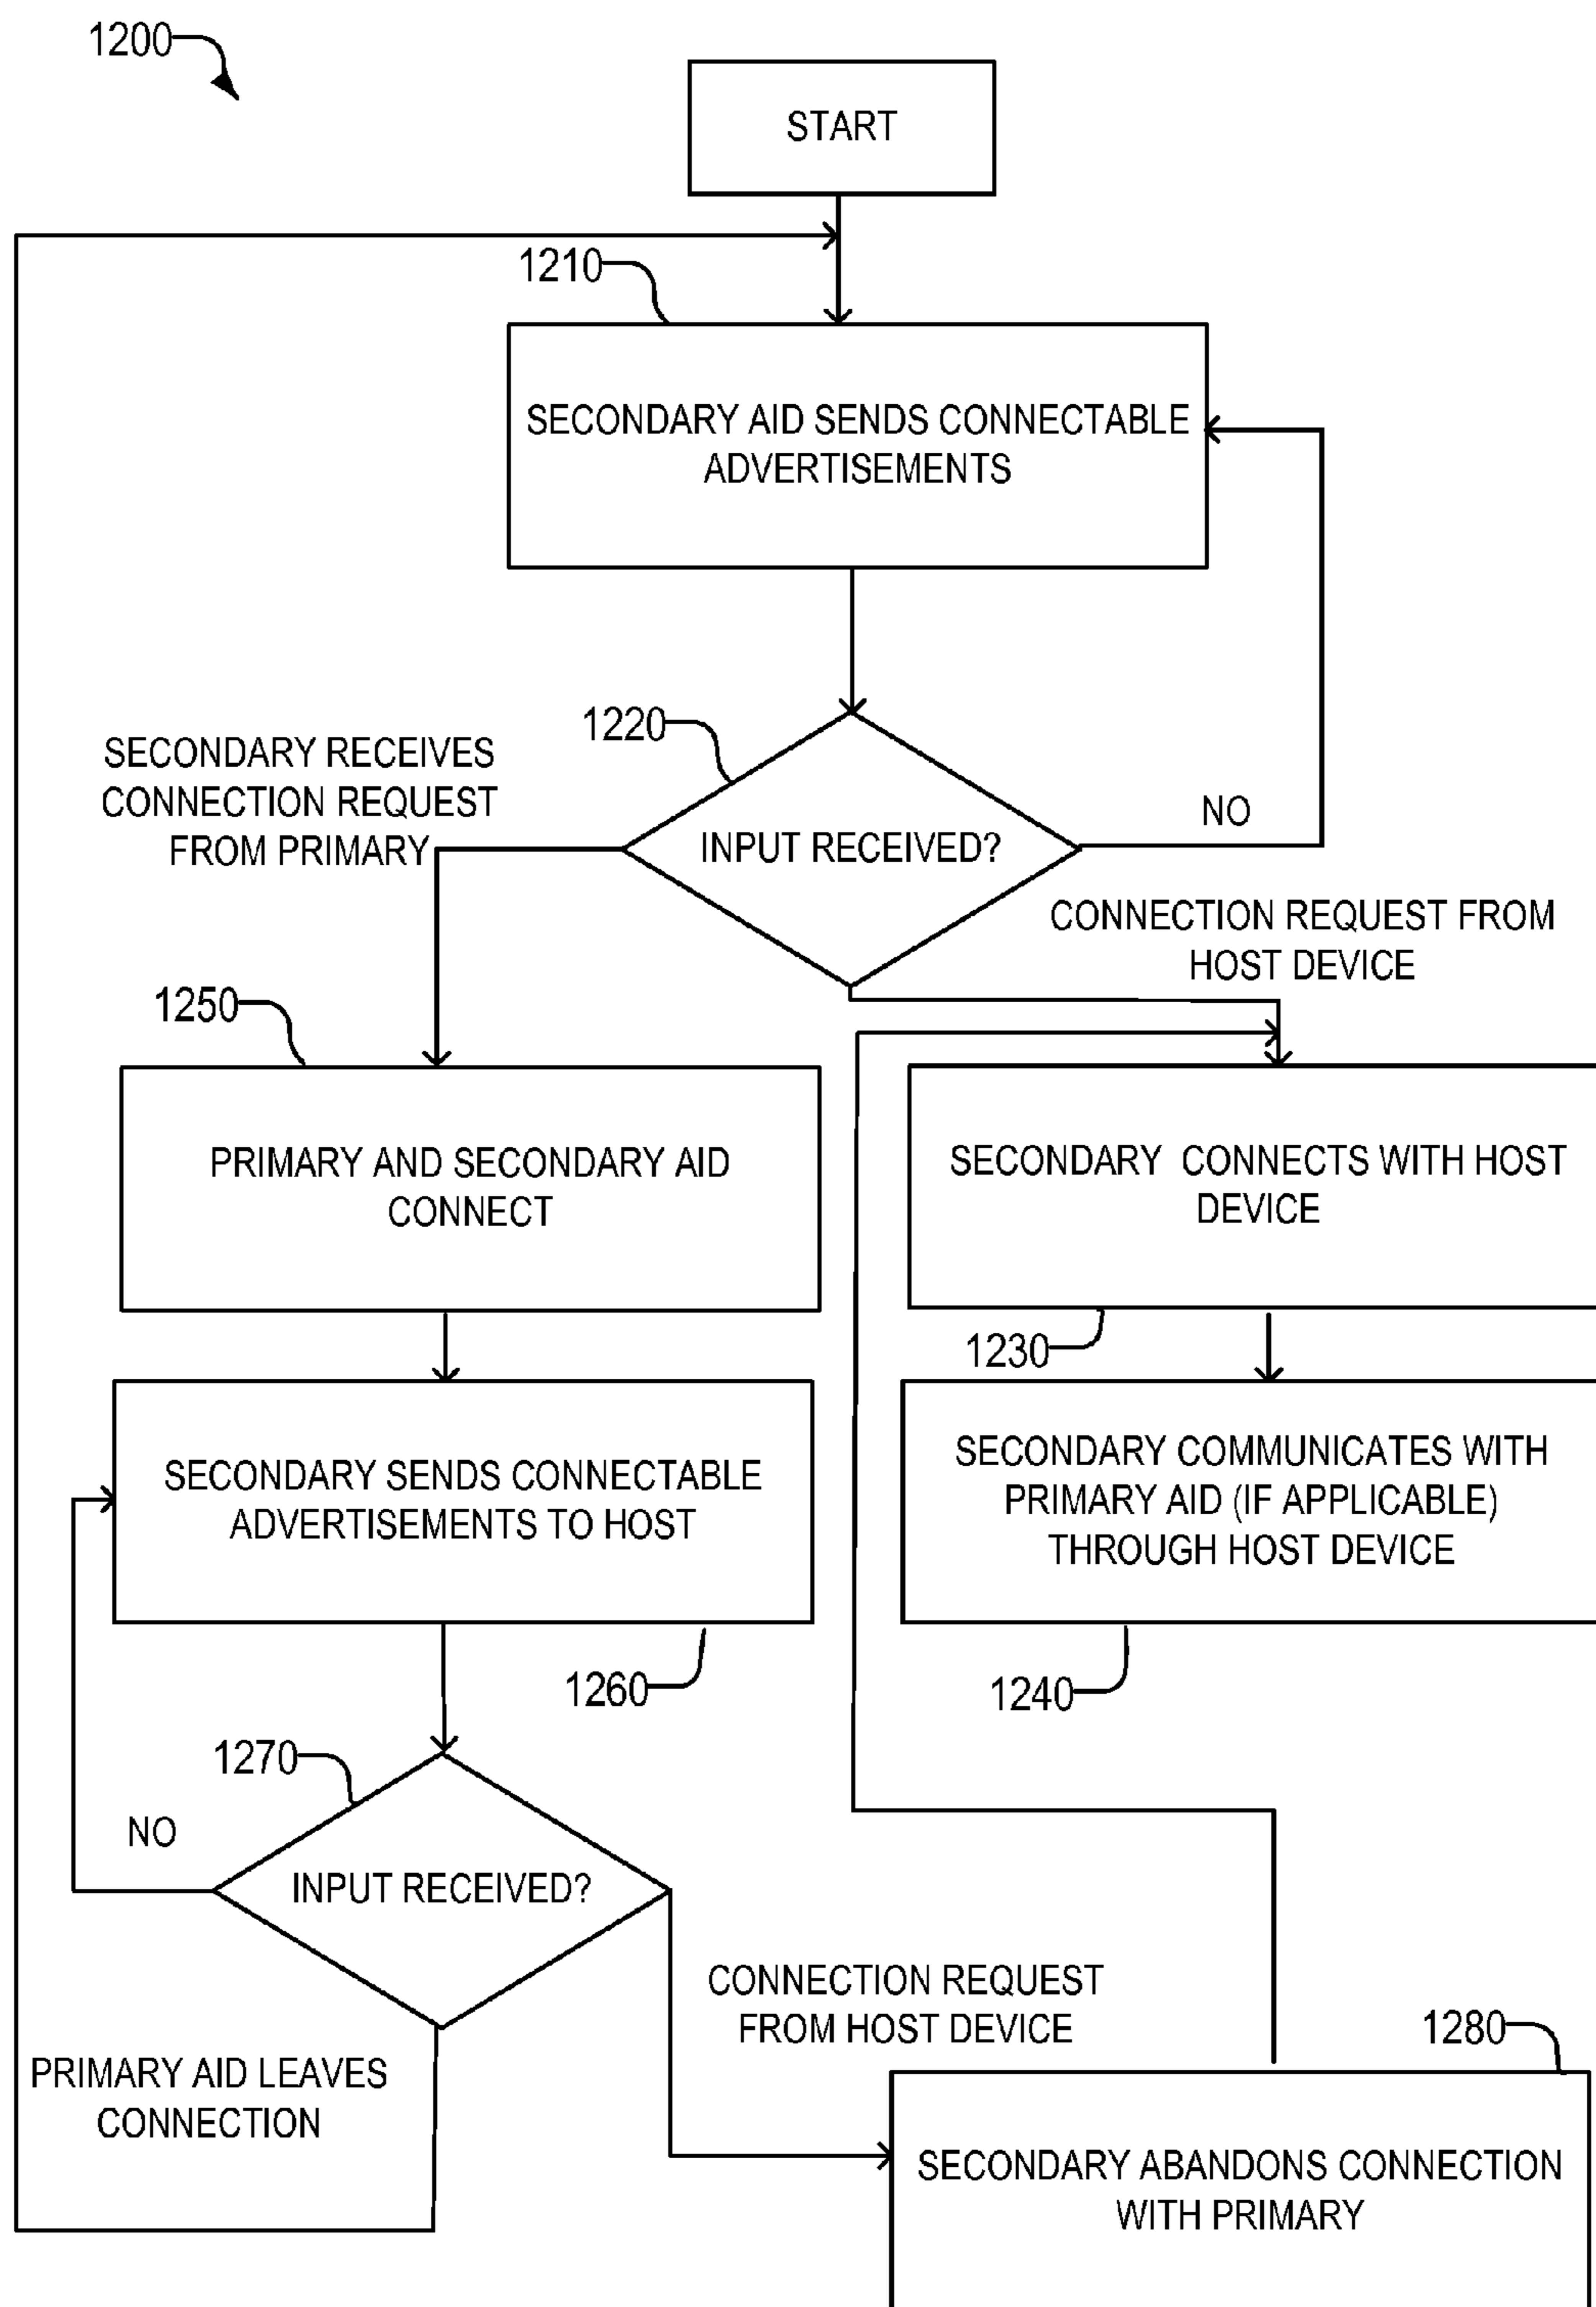 1200
START
1210
SECONDARY AID SENDS CONNECTABLE
ADVERTISEMENTS
1220
SECONDARY RECEIVES
CONNECTION REQUEST
FROM PRIMARY
INPUT RECEIVED?
NO
CONNECTION REQUEST FROM
HOST DEVICE
1250
PRIMARY AND SECONDARY AID
CONNECT
SECONDARY CONNECTS WITH HOST
DEVICE
1230
SECONDARY SENDS CONNECTABLE
ADVERTISEMENTS TO HOST
1260
SECONDARY COMMUNICATES WITH
PRIMARY AID (IF APPLICABLE)
THROUGH HOST DEVICE
1240
1270
NO
INPUT RECEIVED?
CONNECTION REQUEST
FROM HOST DEVICE
PRIMARY AID LEAVES
CONNECTION
1280
SECONDARY ABANDONS CONNECTION
WITH PRIMARY